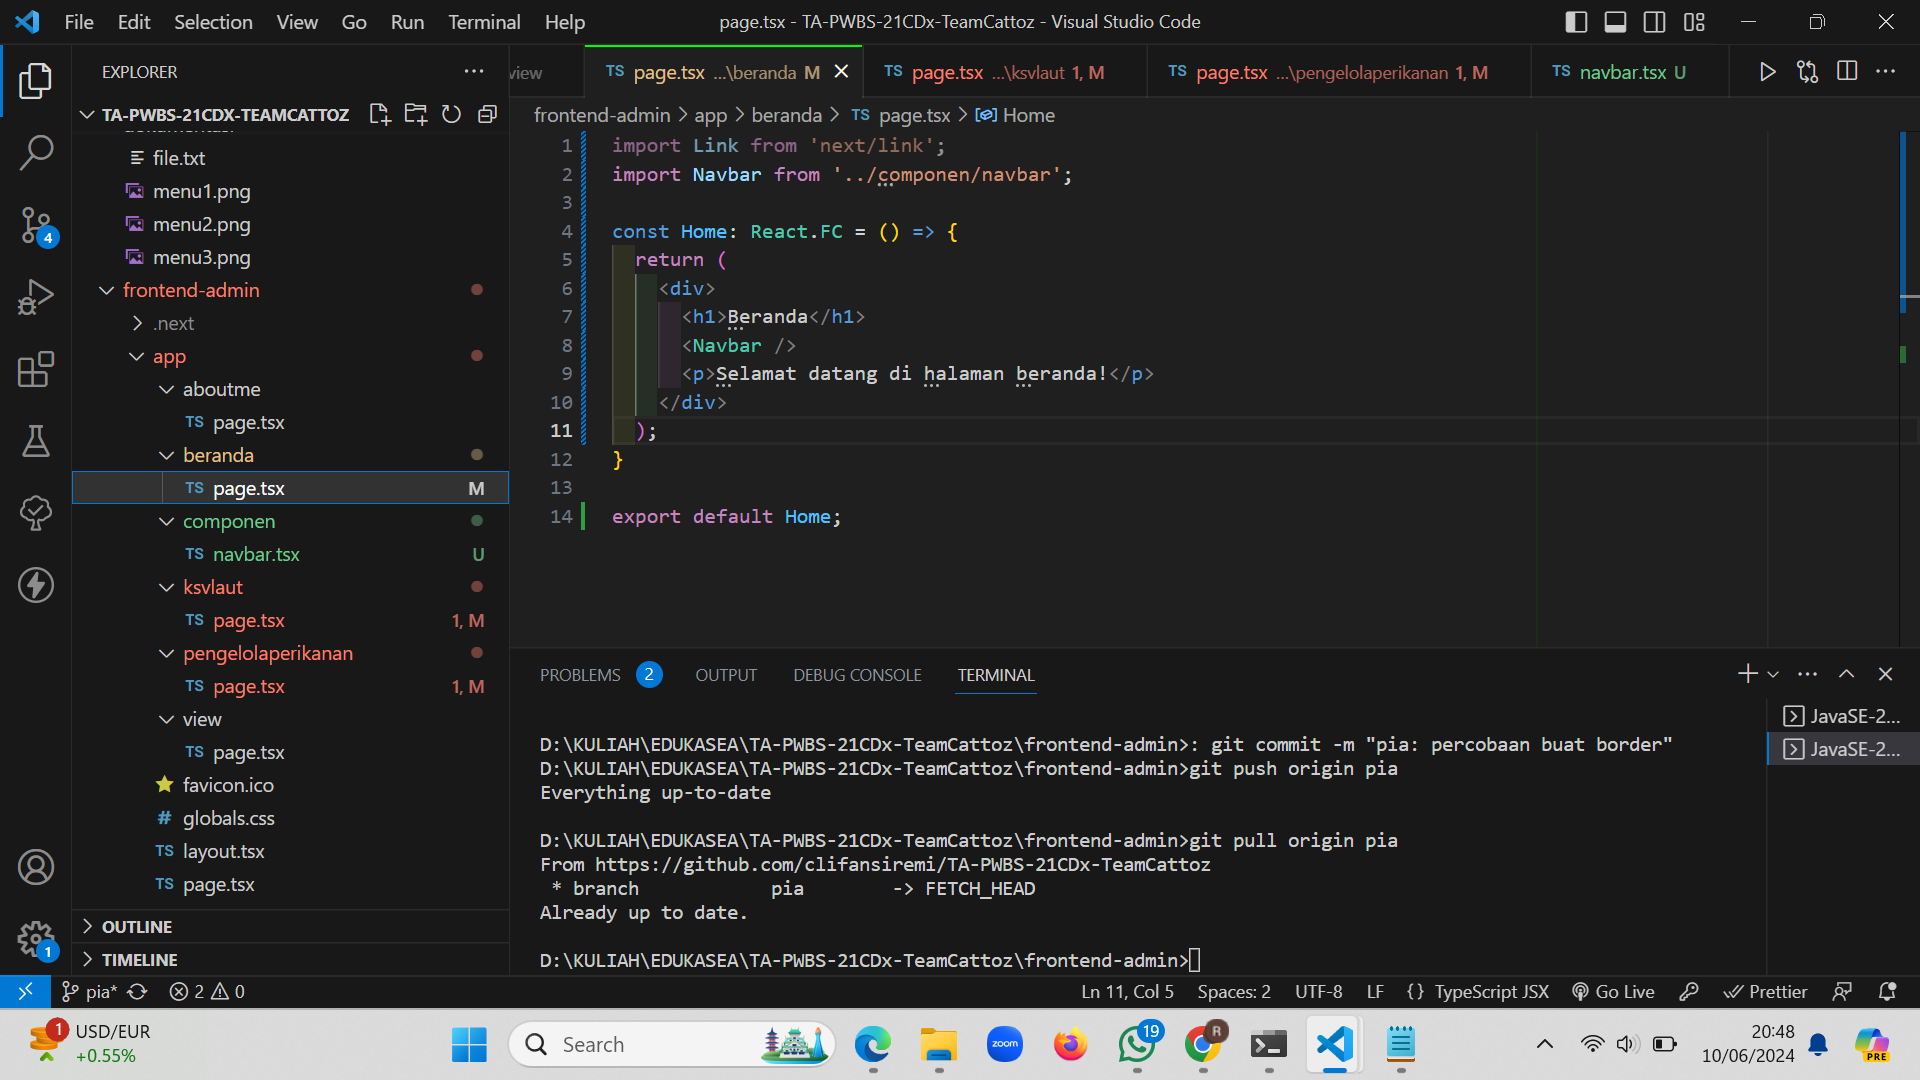 File Edit Selection View Go Run Terminal Help
page.tsx - TA-PWBS-21CDx-TeamCattoz - Visual Studio Code
EXPLORER
TA-PWBS-21CDX-TEAMCATTOZ
file.txt
menu1.png
menu2.png
menu3.png
frontend-admin
.next
app
aboutme
TS page.tsx
beranda
TS page.tsx M
componen
TS navbar.tsx U
ksvlaut
TS page.tsx 1, M
pengelolaperikanan
TS page.tsx 1, M
view
TS page.tsx
favicon.ico
# globals.css
TS layout.tsx
TS page.tsx
OUTLINE
TIMELINE
4
1
view
TS page.tsx ...\beranda M
TS page.tsx ...\ksvlaut 1, M
TS page.tsx ...\pengelolaperikanan 1, M
TS navbar.tsx U
frontend-admin > app > beranda > TS page.tsx > Home
1 import Link from 'next/link';
2 import Navbar from '../componen/navbar';
3
4 const Home: React.FC = () => {
5 return (
6 <div>
7 <h1>Beranda</h1>
8 <Navbar />
9 <p>Selamat datang di halaman beranda!</p>
10 </div>
11 );
12 }
13
14 export default Home;
PROBLEMS 2 OUTPUT DEBUG CONSOLE TERMINAL
D:\KULIAH\EDUKASEA\TA-PWBS-21CDx-TeamCattoz\frontend-admin>: git commit -m "pia: percobaan buat border"
D:\KULIAH\EDUKASEA\TA-PWBS-21CDx-TeamCattoz\frontend-admin>git push origin pia
Everything up-to-date
D:\KULIAH\EDUKASEA\TA-PWBS-21CDx-TeamCattoz\frontend-admin>git pull origin pia
From https://github.com/clifansiremi/TA-PWBS-21CDx-TeamCattoz
* branch pia -> FETCH_HEAD
Already up to date.
D:\KULIAH\EDUKASEA\TA-PWBS-21CDx-TeamCattoz\frontend-admin>
JavaSE-2...
JavaSE-2...
pia* 2 0
Ln 11, Col 5 Spaces: 2 UTF-8 LF {} TypeScript JSX Go Live Prettier
1 USD/EUR
+0.55%
Search
zoom
19
R
20:48
10/06/2024
PRE